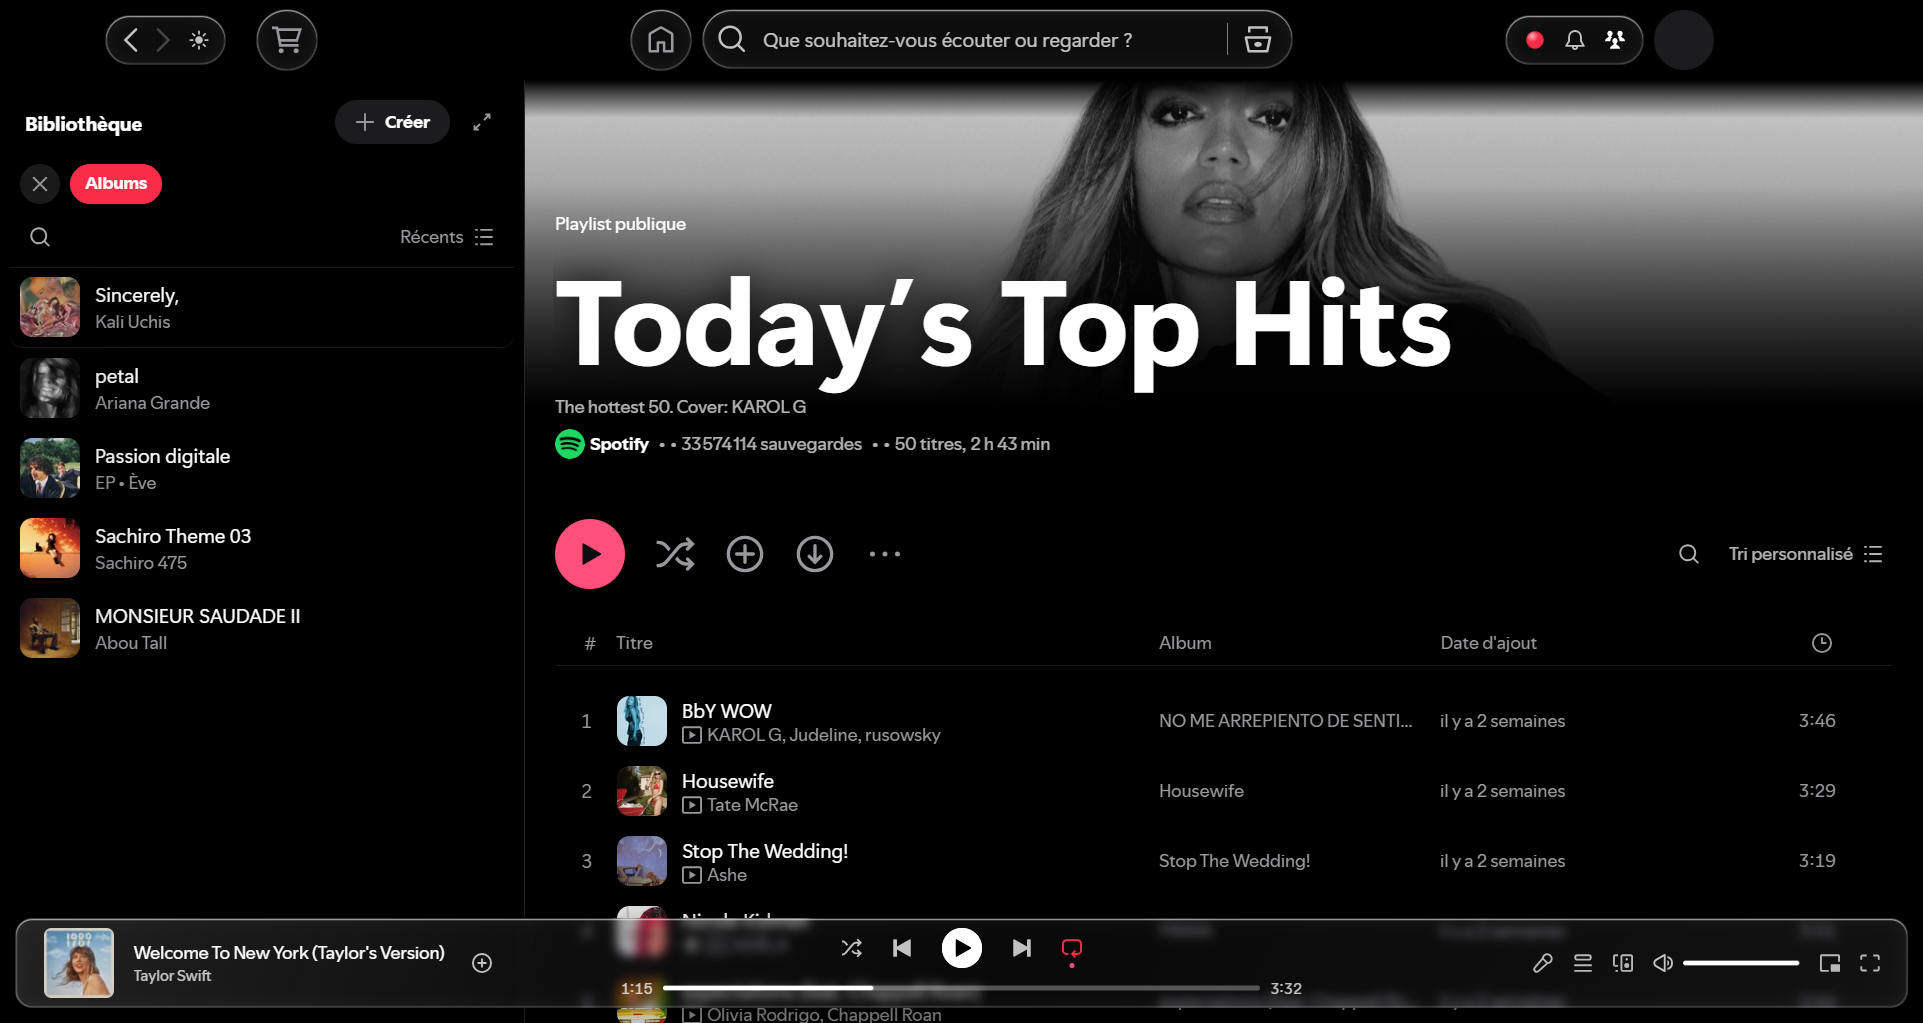 Que souhaitez-vous écouter ou regarder ?
Bibliothèque
Créer
Albums
Récents
Sincerely,
Kali Uchis
petal
Ariana Grande
Passion digitale
EP • Ève
Sachiro Theme 03
Sachiro 475
MONSIEUR SAUDADE II
Abou Tall
Playlist publique
Today’s Top Hits
The hottest 50. Cover: KAROL G
Spotify • • 33 574 114 sauvegardes • • 50 titres, 2 h 43 min
Tri personnalisé
# Titre Album Date d'ajout
1 BbY WOW NO ME ARREPIENTO DE SENTI... il y a 2 semaines 3:46
KAROL G, Judeline, rusowsky
2 Housewife Housewife il y a 2 semaines 3:29
Tate McRae
3 Stop The Wedding! Stop The Wedding! il y a 2 semaines 3:19
Ashe
Welcome To New York (Taylor's Version)
Taylor Swift
1:15 3:32
Olivia Rodrigo, Chappell Roan